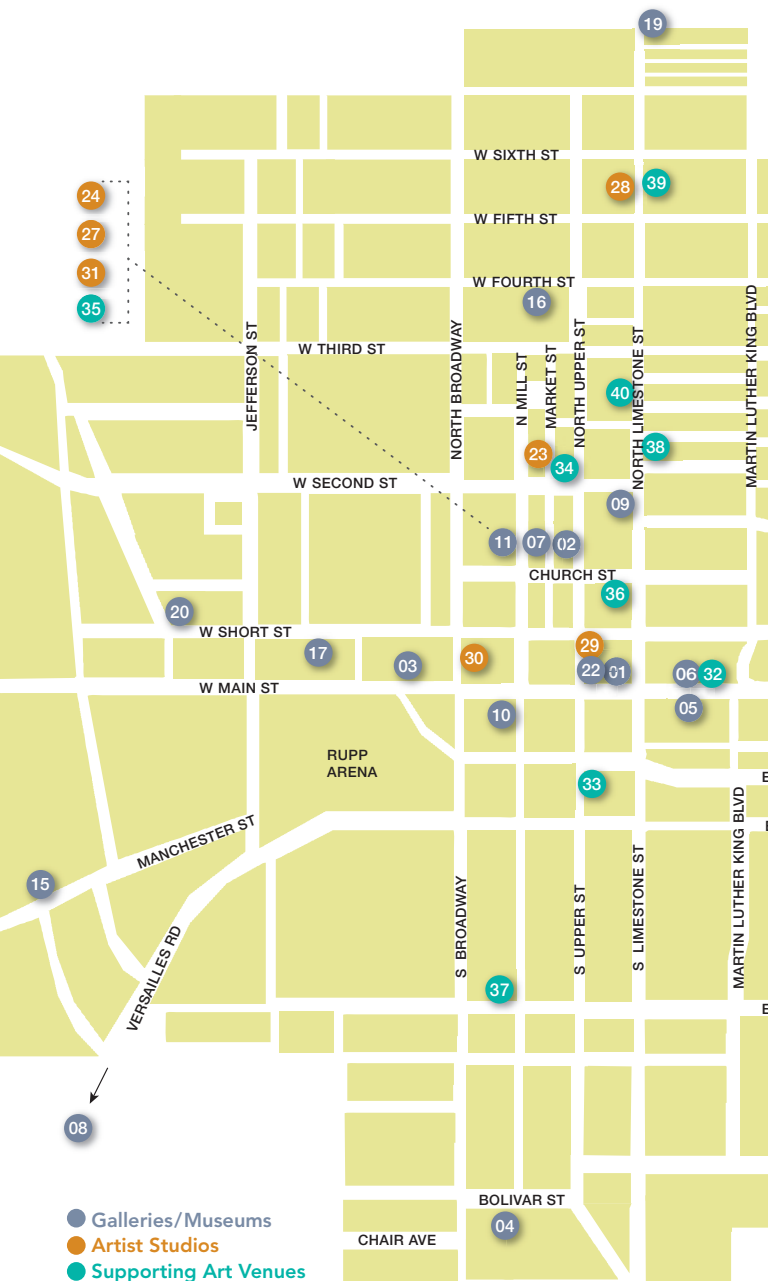 19
W SIXTH ST
24
28
39
W FIFTH ST
27
31
W FOURTH ST
16
35
JEFFERSON ST
W THIRD ST
NORTH BROADWAY
N MILL ST
MARKET ST
NORTH UPPER ST
NORTH LIMESTONE ST
MARTIN LUTHER KING BLVD
40
38
23
34
W SECOND ST
09
11
07
02
CHURCH ST
36
20
W SHORT ST
17
03
30
29
22
01
06
32
W MAIN ST
05
10
RUPP
ARENA
33
E
MANCHESTER ST
E
15
VERSAILLES RD
S BROADWAY
S UPPER ST
S LIMESTONE ST
MARTIN LUTHER KING BLVD
37
E
08
BOLIVAR ST
04
CHAIR AVE
Galleries/Museums
Artist Studios
Supporting Art Venues